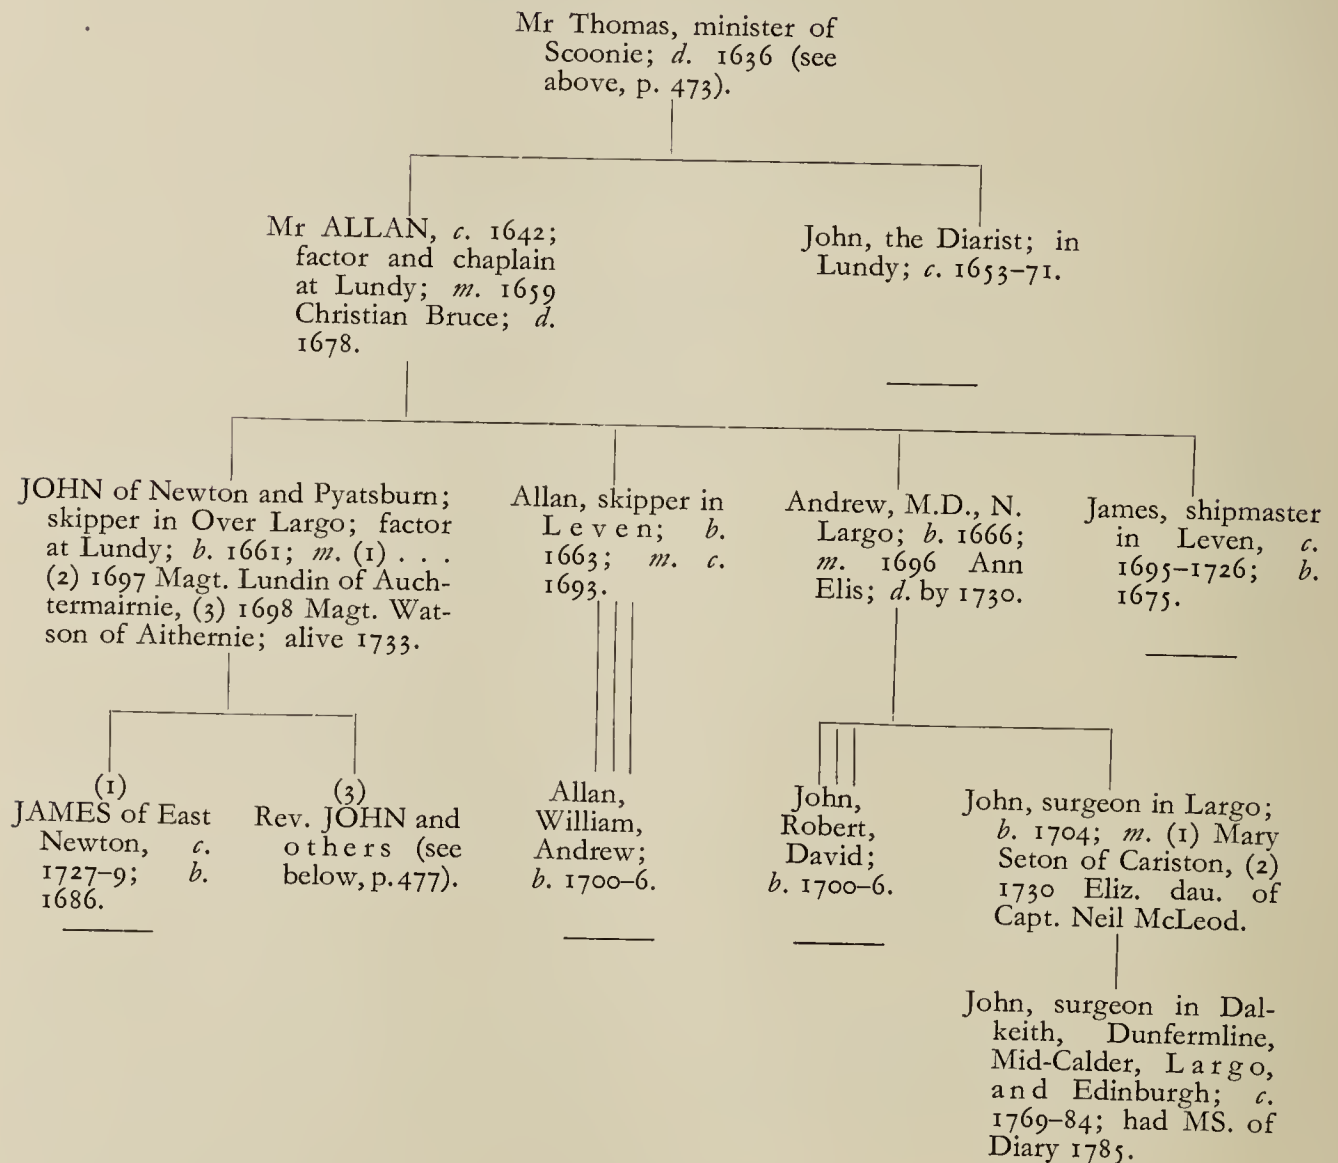 Mr Thomas, minister of
Scoonie; d. 1636 (see
above, p. 473).
Mr ALLAN, c. 1642;
factor and chaplain
at Lundy; m. 1659
Christian Bruce; d.
1678.
John, the Diarist; in
Lundy; c. 1653–71.
JOHN of Newton and Pyatsburn;
skipper in Over Largo; factor
at Lundy; b. 1661; m. (1) . . .
(2) 1697 Magt. Lundin of Auch-
termairnie, (3) 1698 Magt. Wat-
son of Aithernie; alive 1733.
Allan, skipper in
Leven; b.
1663; m. c.
1693.
Andrew, M.D., N.
Largo; b. 1666;
m. 1696 Ann
Elis; d. by 1730.
James, shipmaster
in Leven, c.
1695–1726; b.
1675.
(1)
JAMES of East
Newton, c.
1727–9; b.
1686.
(3)
Rev. JOHN and
others (see
below, p. 477).
Allan,
William,
Andrew;
b. 1700–6.
John,
Robert,
David;
b. 1700–6.
John, surgeon in Largo;
b. 1704; m. (1) Mary
Seton of Cariston, (2)
1730 Eliz. dau. of
Capt. Neil McLeod.
John, surgeon in Dal-
keith, Dunfermline,
Mid-Calder, Largo,
and Edinburgh; c.
1769–84; had MS. of
Diary 1785.